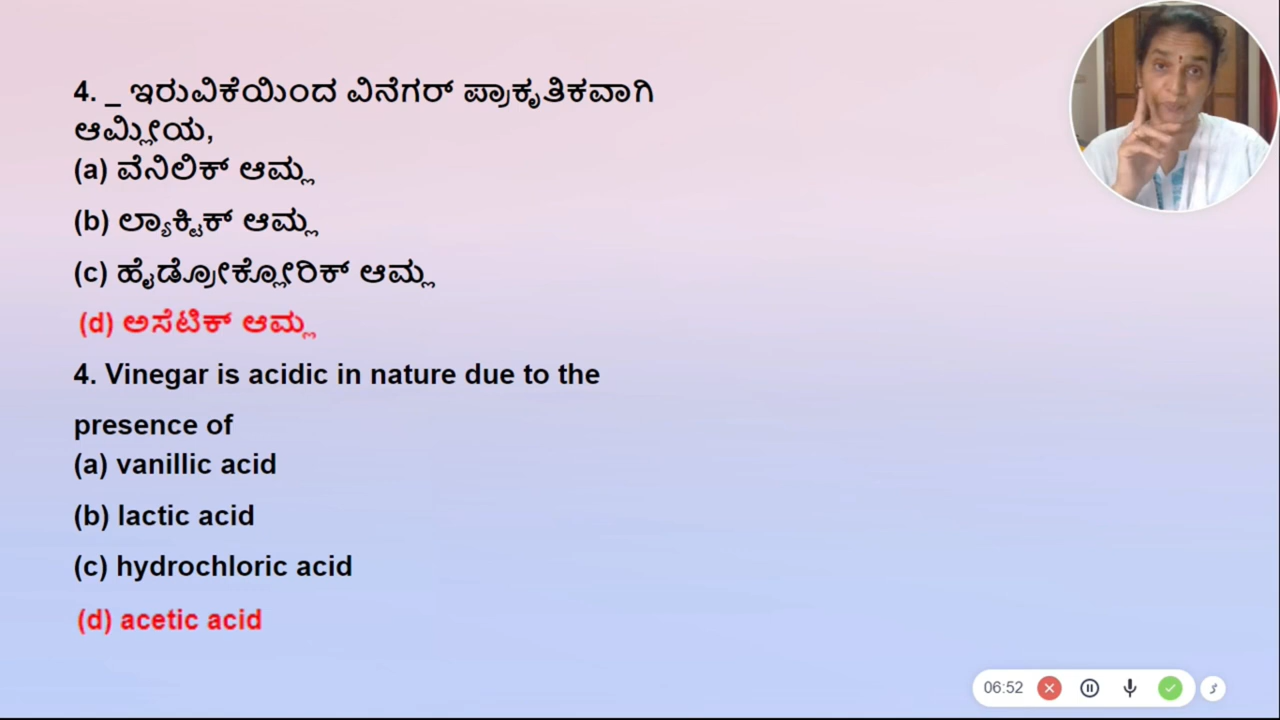 4. _ ಇರುವಿಕೆಯಿಂದ ವಿನೆಗರ್ ಪ್ರಾಕೃತಿಕವಾಗಿ
ಆಮ್ಲೀಯ,
(a) ವೆನಿಲಿಕ್ ಆಮ್ಲ
(b) ಲ್ಯಾಕ್ಟಿಕ್ ಆಮ್ಲ
(c) ಹೈಡ್ರೋಕ್ಲೋರಿಕ್ ಆಮ್ಲ
(d) ಅಸೆಟಿಕ್ ಆಮ್ಲ
4. Vinegar is acidic in nature due to the
presence of
(a) vanillic acid
(b) lactic acid
(c) hydrochloric acid
(d) acetic acid
06:52